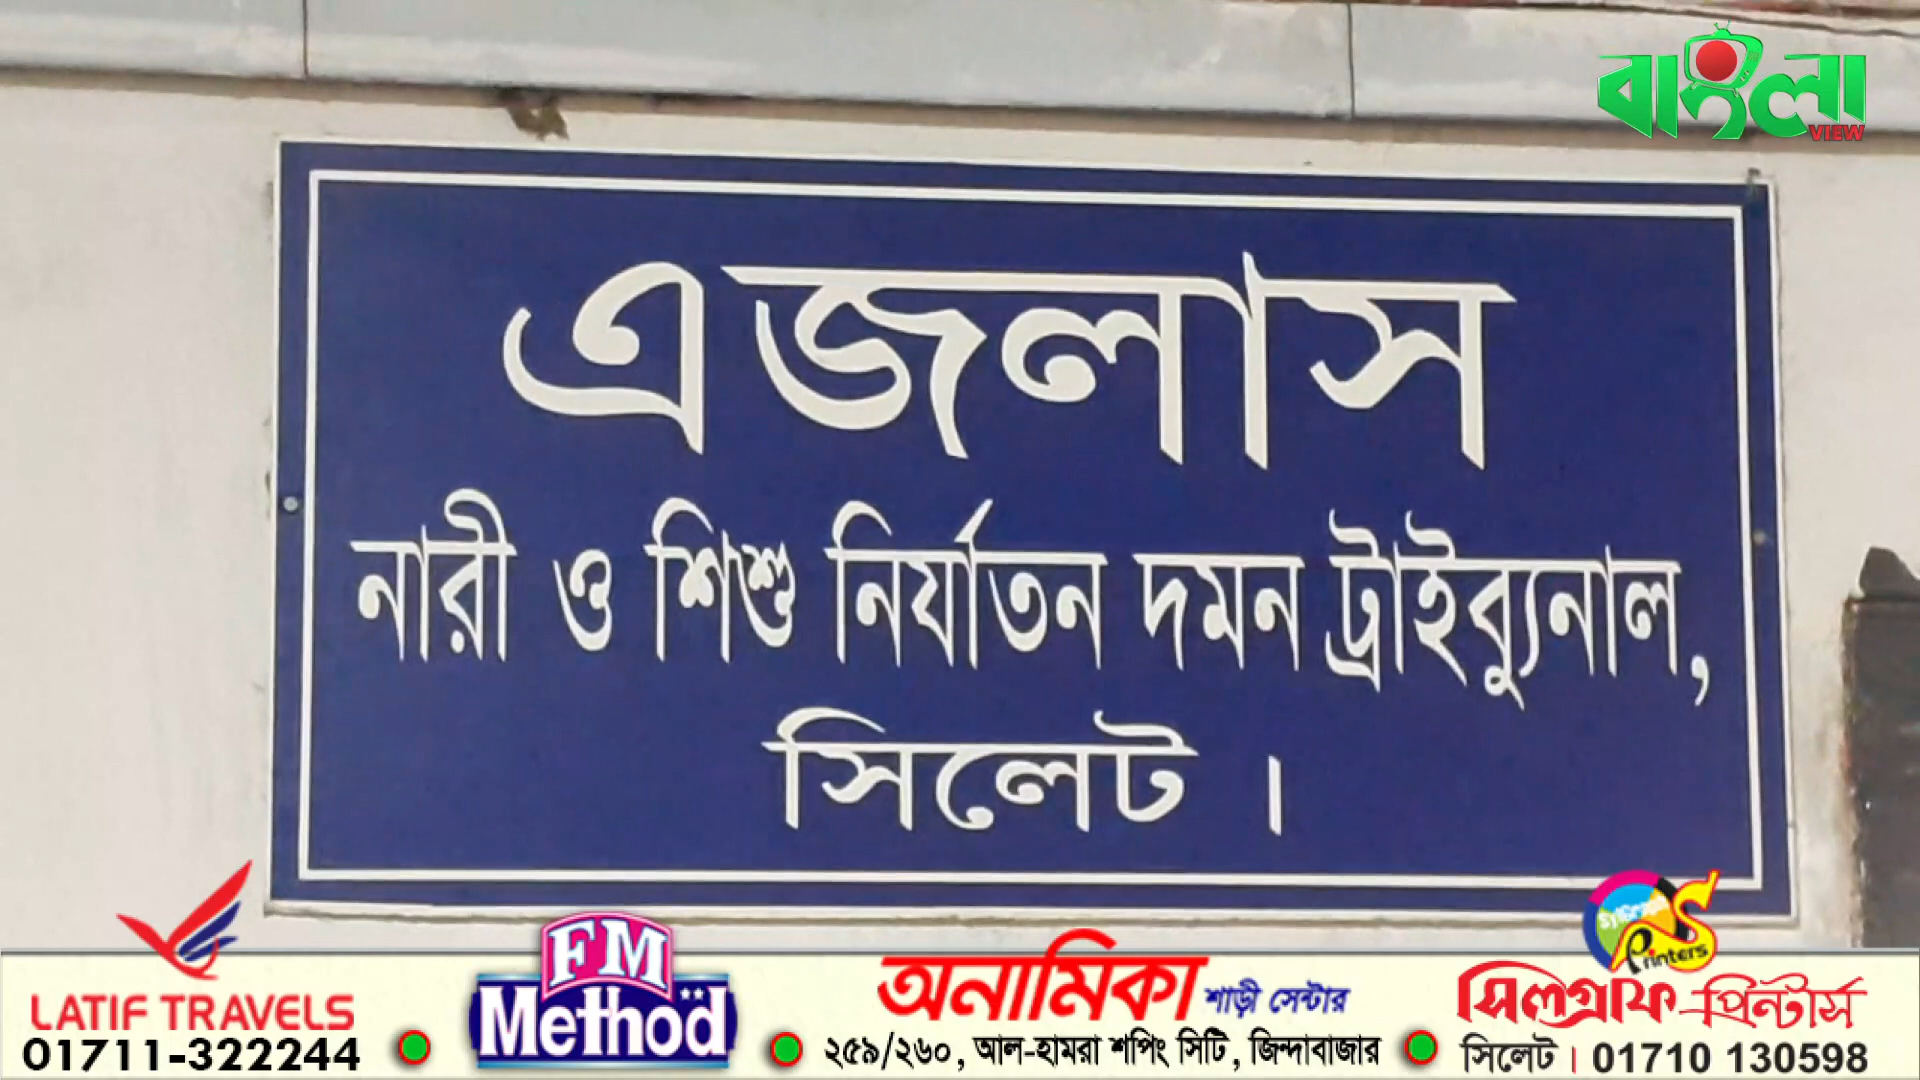 বাংলা
VIEW
এজলাস
নারী ও শিশু নির্যাতন দমন ট্রাইব্যুনাল,
সিলেট ।
LATIF TRAVELS
01711-322244
FM
Method
অনামিকা শাড়ী সেন্টার
২৫৯/২৬০, আল-হামরা শপিং সিটি, জিন্দাবাজার
Printers
সিলগ্রাফ প্রিন্টার্স
সিলেট । 01710 130598